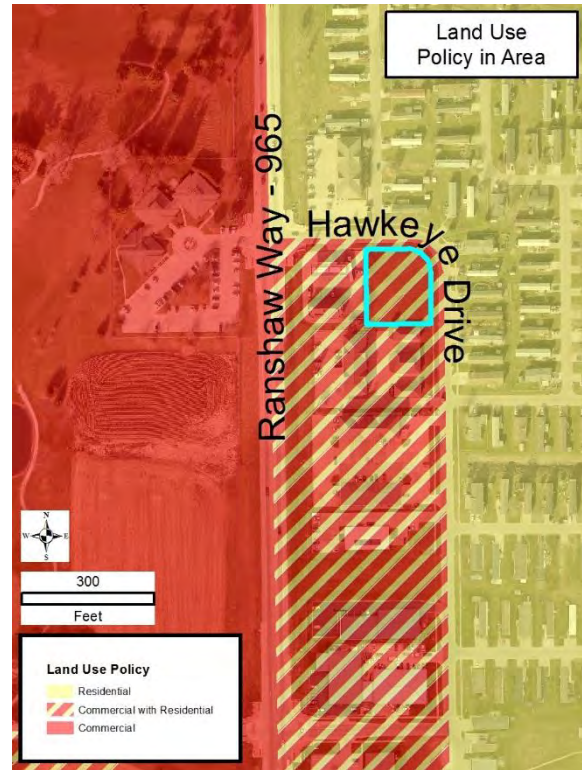 Land Use
Policy in Area
Ranshaw Way - 965
Hawkeye Drive
N
W E
S
300
Feet
Land Use Policy
Residential
Commercial with Residential
Commercial